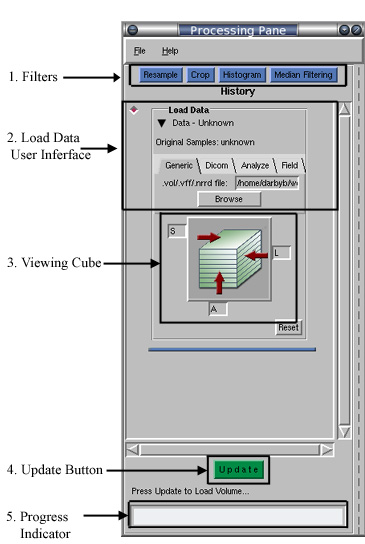 Processing Pane
File Help
1. Filters
Resample Crop Histogram Median Filtering
History
2. Load Data
User Inferface
Load Data
Data - Unknown
Original Samples: unknown
Generic Dicom Analyze Field
.vol/.vff/.nrrd file: /home/darbyb/w
Browse
3. Viewing Cube
S
L
A
Reset
4. Update Button
Update
Press Update to Load Volume...
5. Progress
Indicator